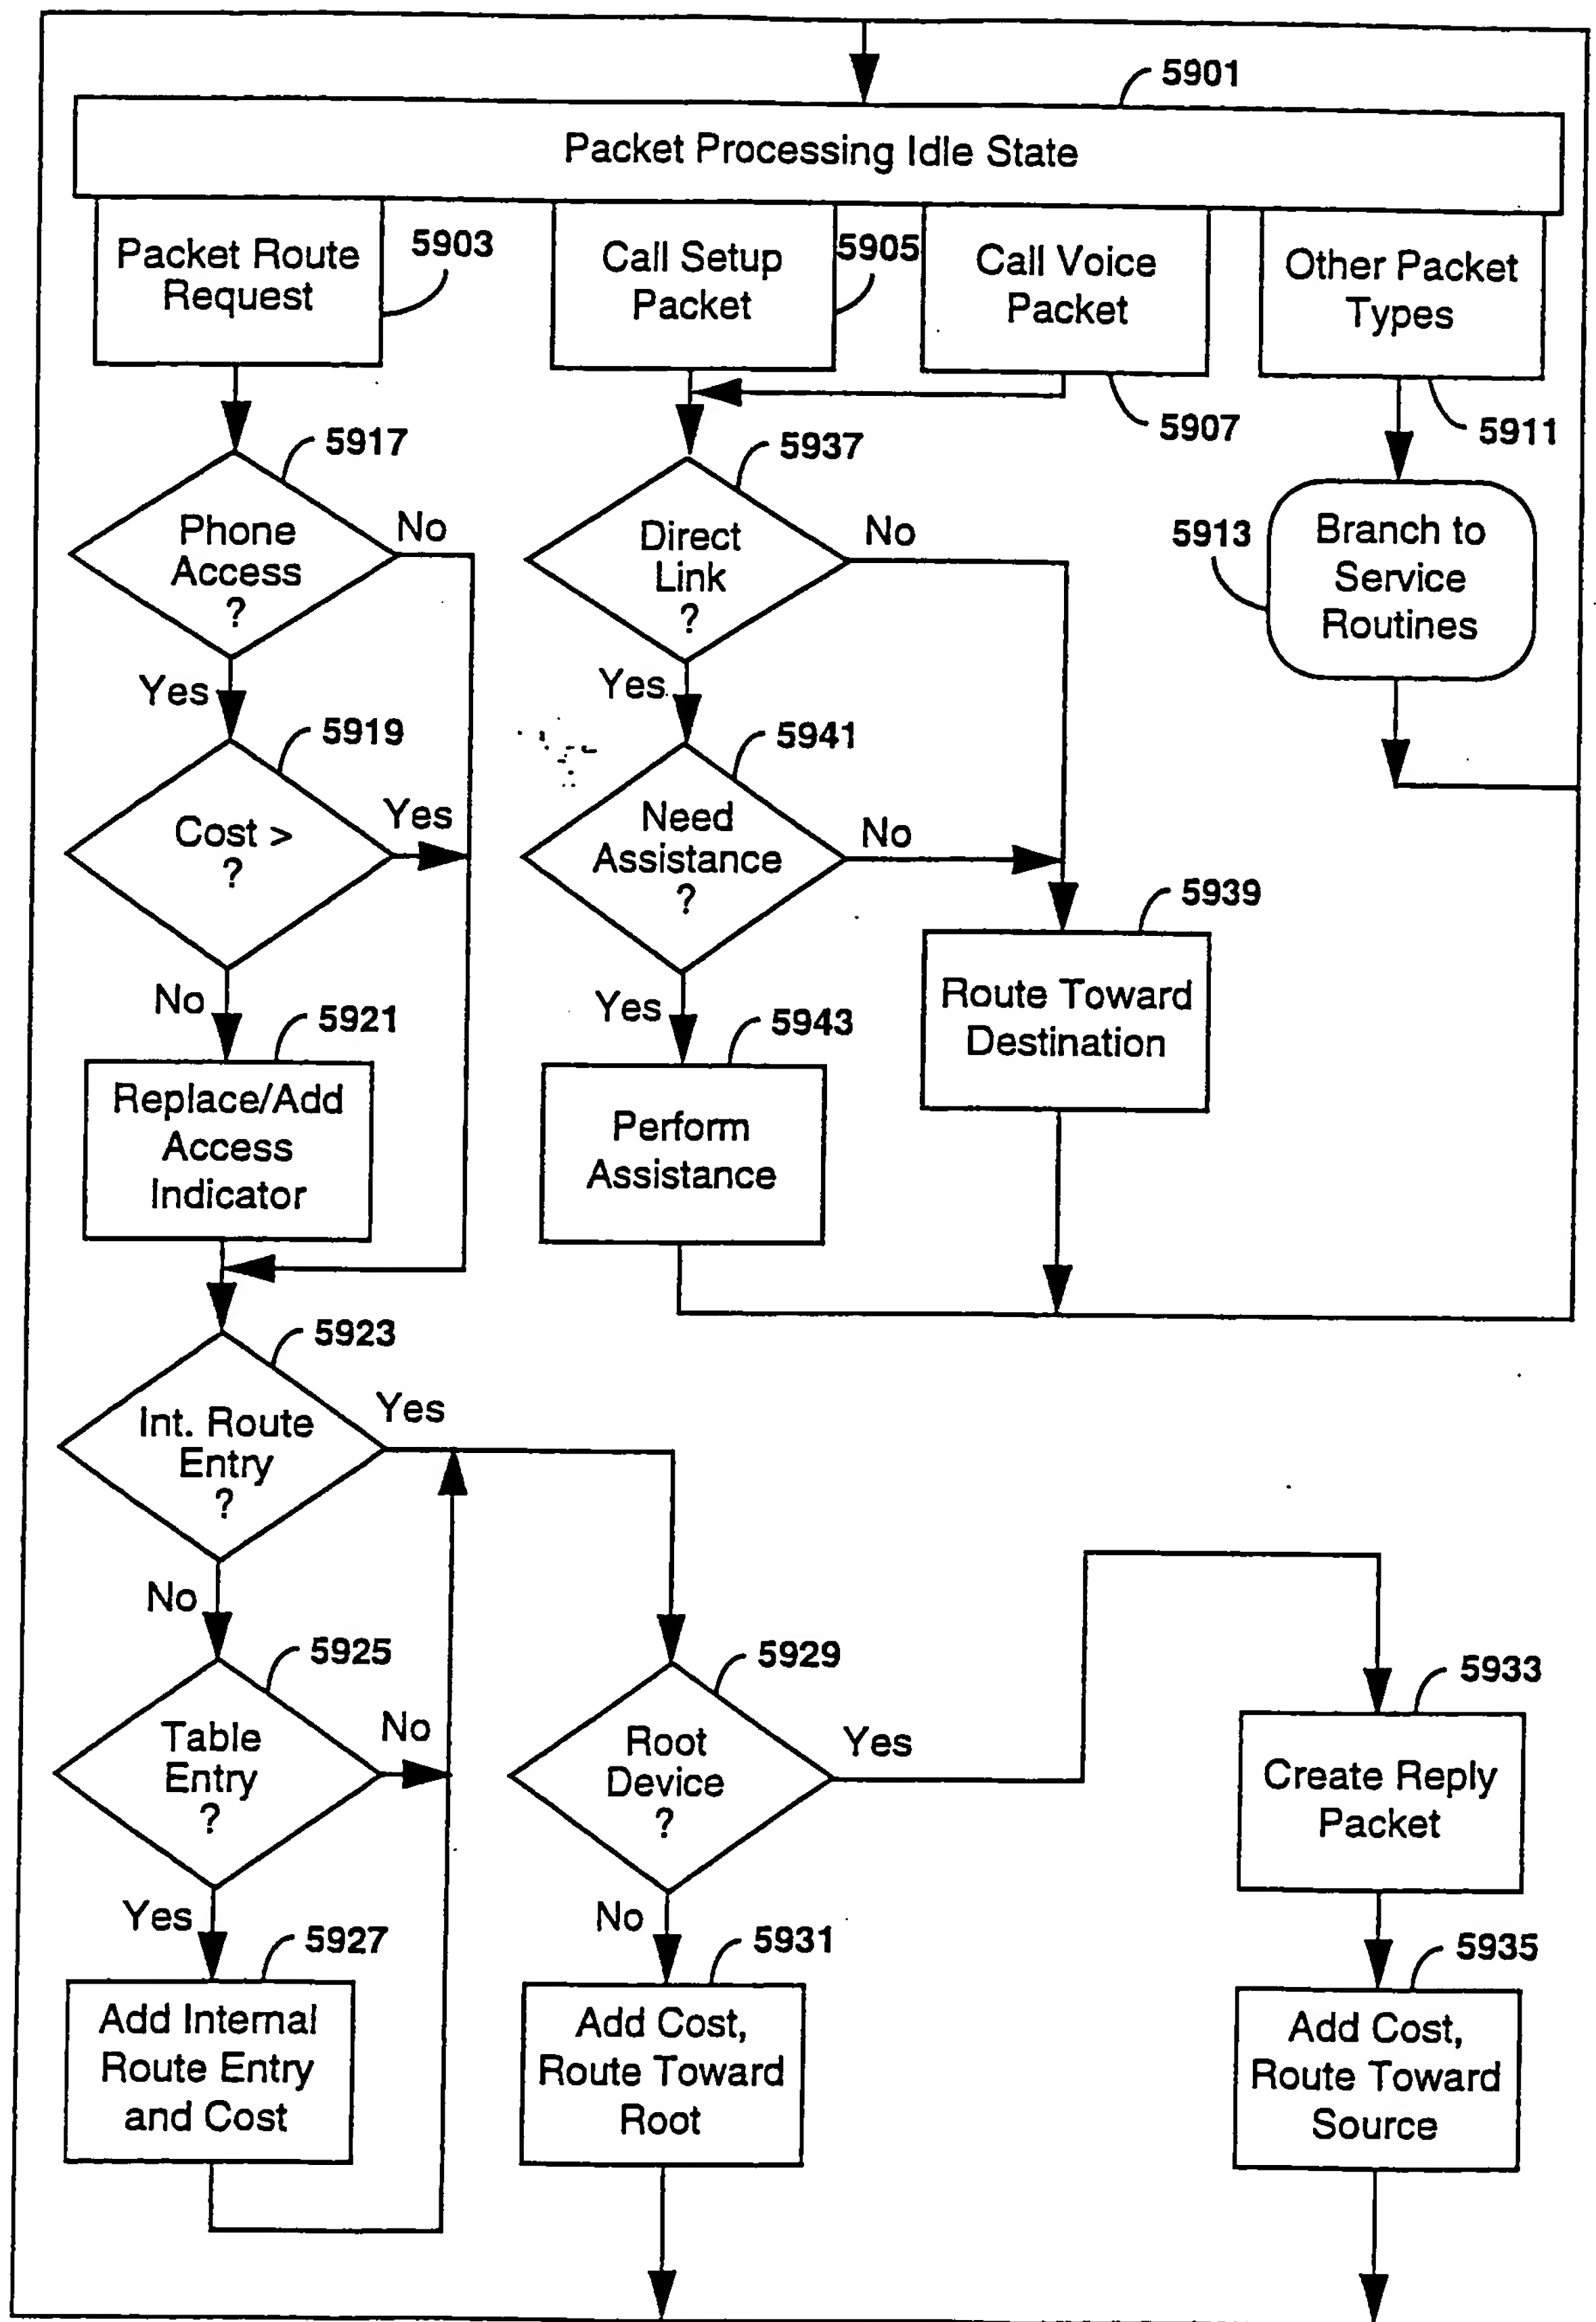 5901
Packet Processing Idle State
Packet Route
Request
5903
Call Setup
Packet
5905
Call Voice
Packet
5907
Other Packet
Types
5911
5917
Phone
Access
?
No
Yes
5937
Direct
Link
?
No
Yes
5913
Branch to
Service
Routines
5919
Cost >
?
Yes
No
5941
Need
Assistance
?
No
Yes
5939
Route Toward
Destination
5921
Replace/Add
Access
Indicator
5943
Perform
Assistance
5923
Int. Route
Entry
?
Yes
No
5925
Table
Entry
?
No
Yes
5929
Root
Device
?
Yes
No
5933
Create Reply
Packet
5927
Add Internal
Route Entry
and Cost
5931
Add Cost,
Route Toward
Root
5935
Add Cost,
Route Toward
Source